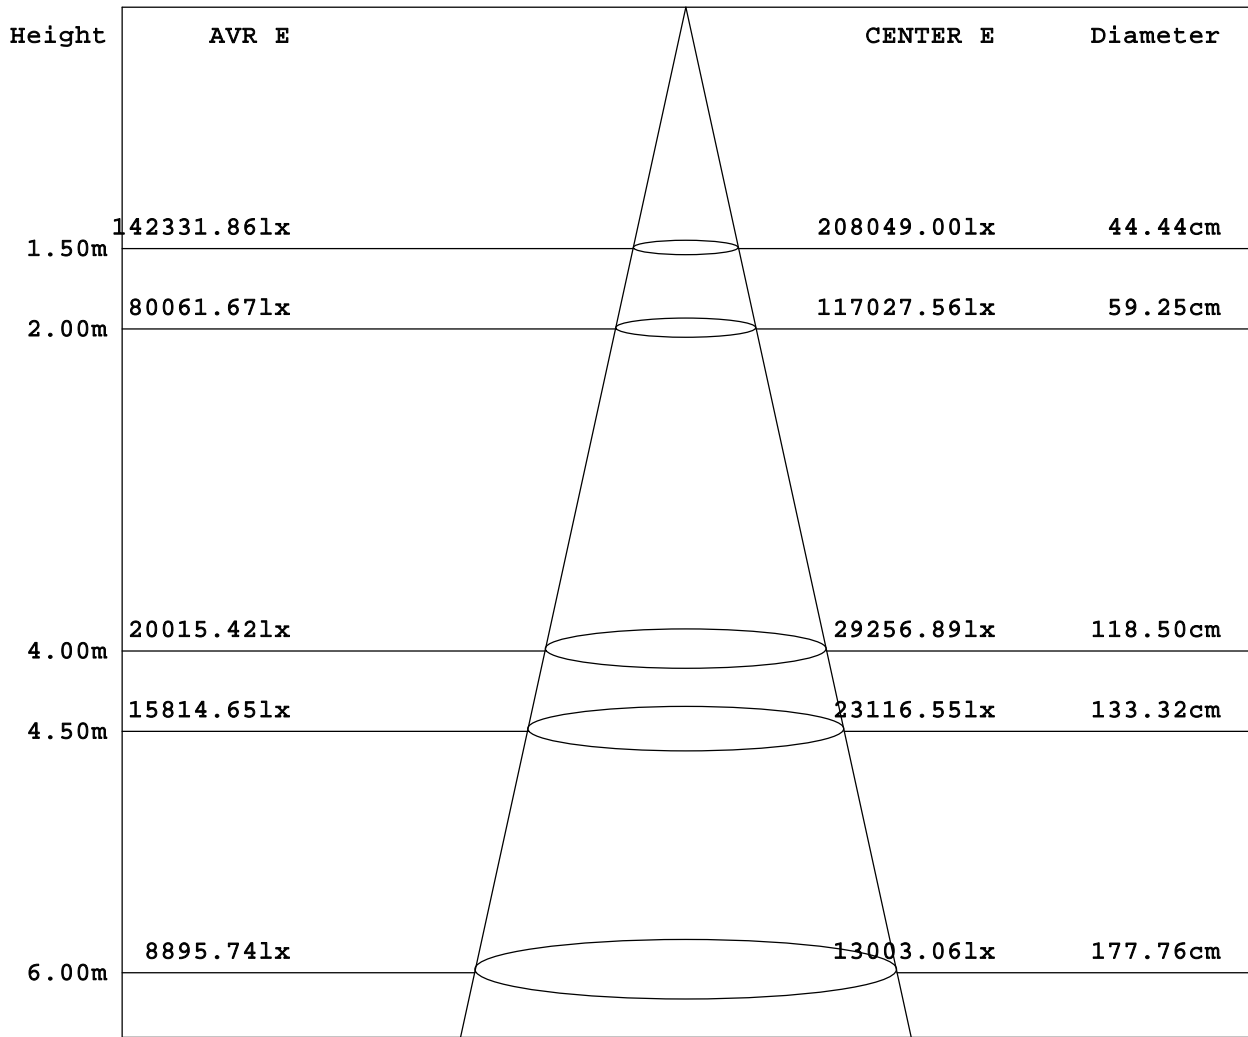 Height AVR E CENTER E Diameter
142331.86lx 208049.00lx 44.44cm
1.50m
80061.67lx 117027.56lx 59.25cm
2.00m
20015.42lx 29256.89lx 118.50cm
4.00m
15814.65lx 23116.55lx 133.32cm
4.50m
8895.74lx 13003.06lx 177.76cm
6.00m